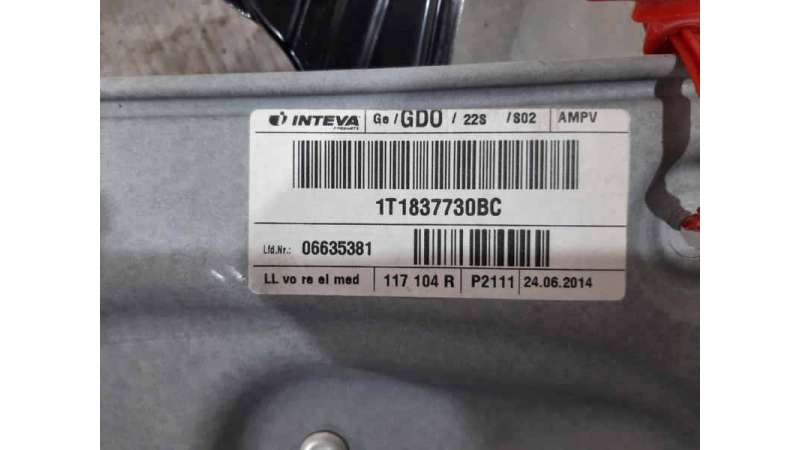 INTEVA PRODUCTS Ge/GDO/22S /S02 AMPV
1T1837730BC
Lfd.Nr.: 06635381
LL vo re el med 117 104 R P2111 24.06.2014